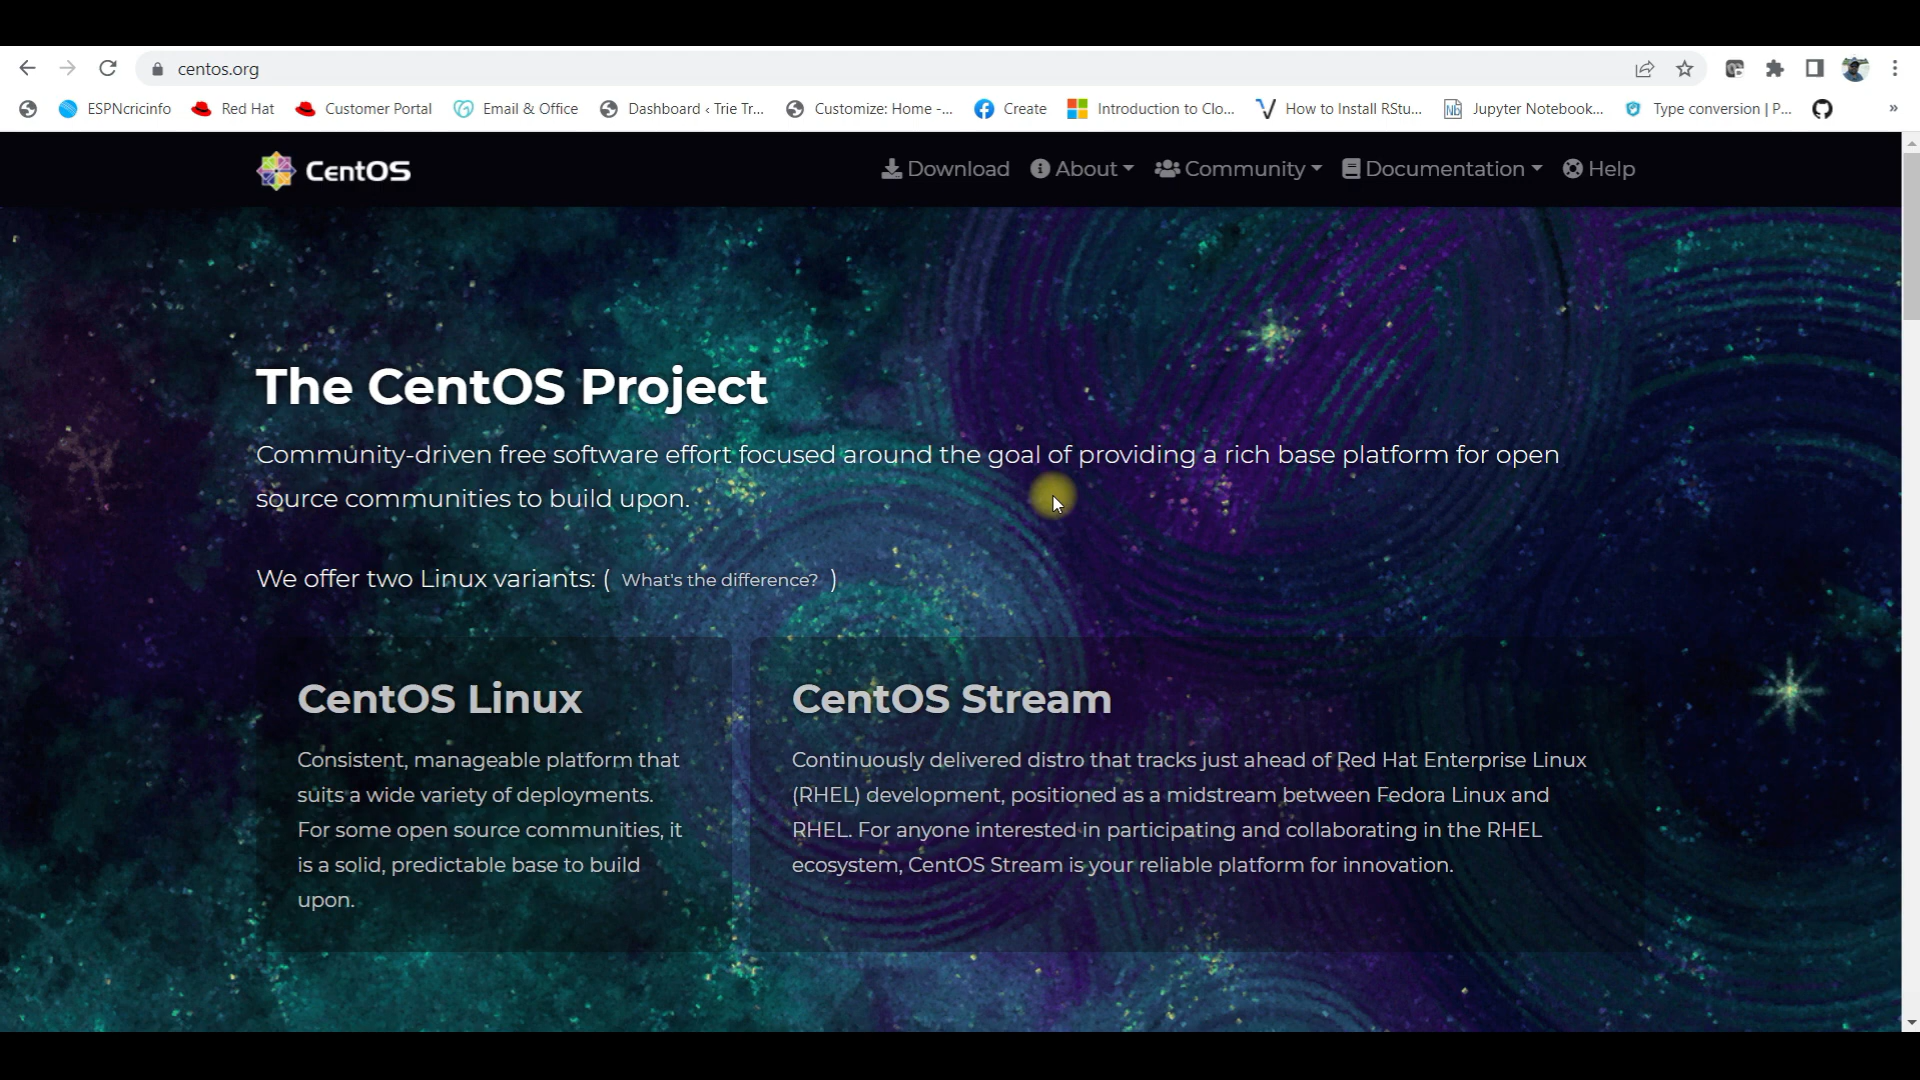 centos.org
ESPNcricinfo Red Hat Customer Portal Email & Office Dashboard ‹ Trie Tr... Customize: Home -... Create Introduction to Clo... How to Install RStu... Nb Jupyter Notebook... Type conversion | P... »
CentOS Download About Community Documentation Help
The CentOS Project
Community-driven free software effort focused around the goal of providing a rich base platform for open
source communities to build upon.
We offer two Linux variants: ( What's the difference? )
CentOS Linux
Consistent, manageable platform that
suits a wide variety of deployments.
For some open source communities, it
is a solid, predictable base to build
upon.
CentOS Stream
Continuously delivered distro that tracks just ahead of Red Hat Enterprise Linux
(RHEL) development, positioned as a midstream between Fedora Linux and
RHEL. For anyone interested in participating and collaborating in the RHEL
ecosystem, CentOS Stream is your reliable platform for innovation.